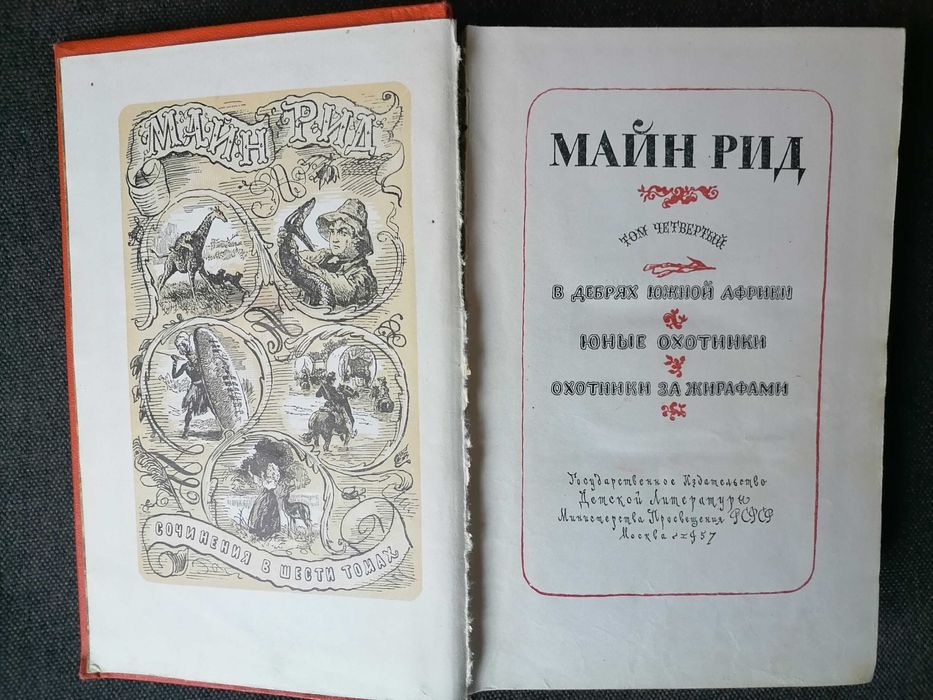 МАЙН РИД
СОЧИНЕНИЯ В ШЕСТИ ТОМАХ
МАЙН РИД
ТОМ ЧЕТВЕРТЫЙ
В ДЕБРЯХ ЮЖНОЙ АФРИКИ
ЮНЫЕ ОХОТНИКИ
ОХОТНИКИ ЗА ЖИРАФАМИ
Государственное Издательство
Детской Литературы
Министерства Просвещения РСФСР
Москва 1957